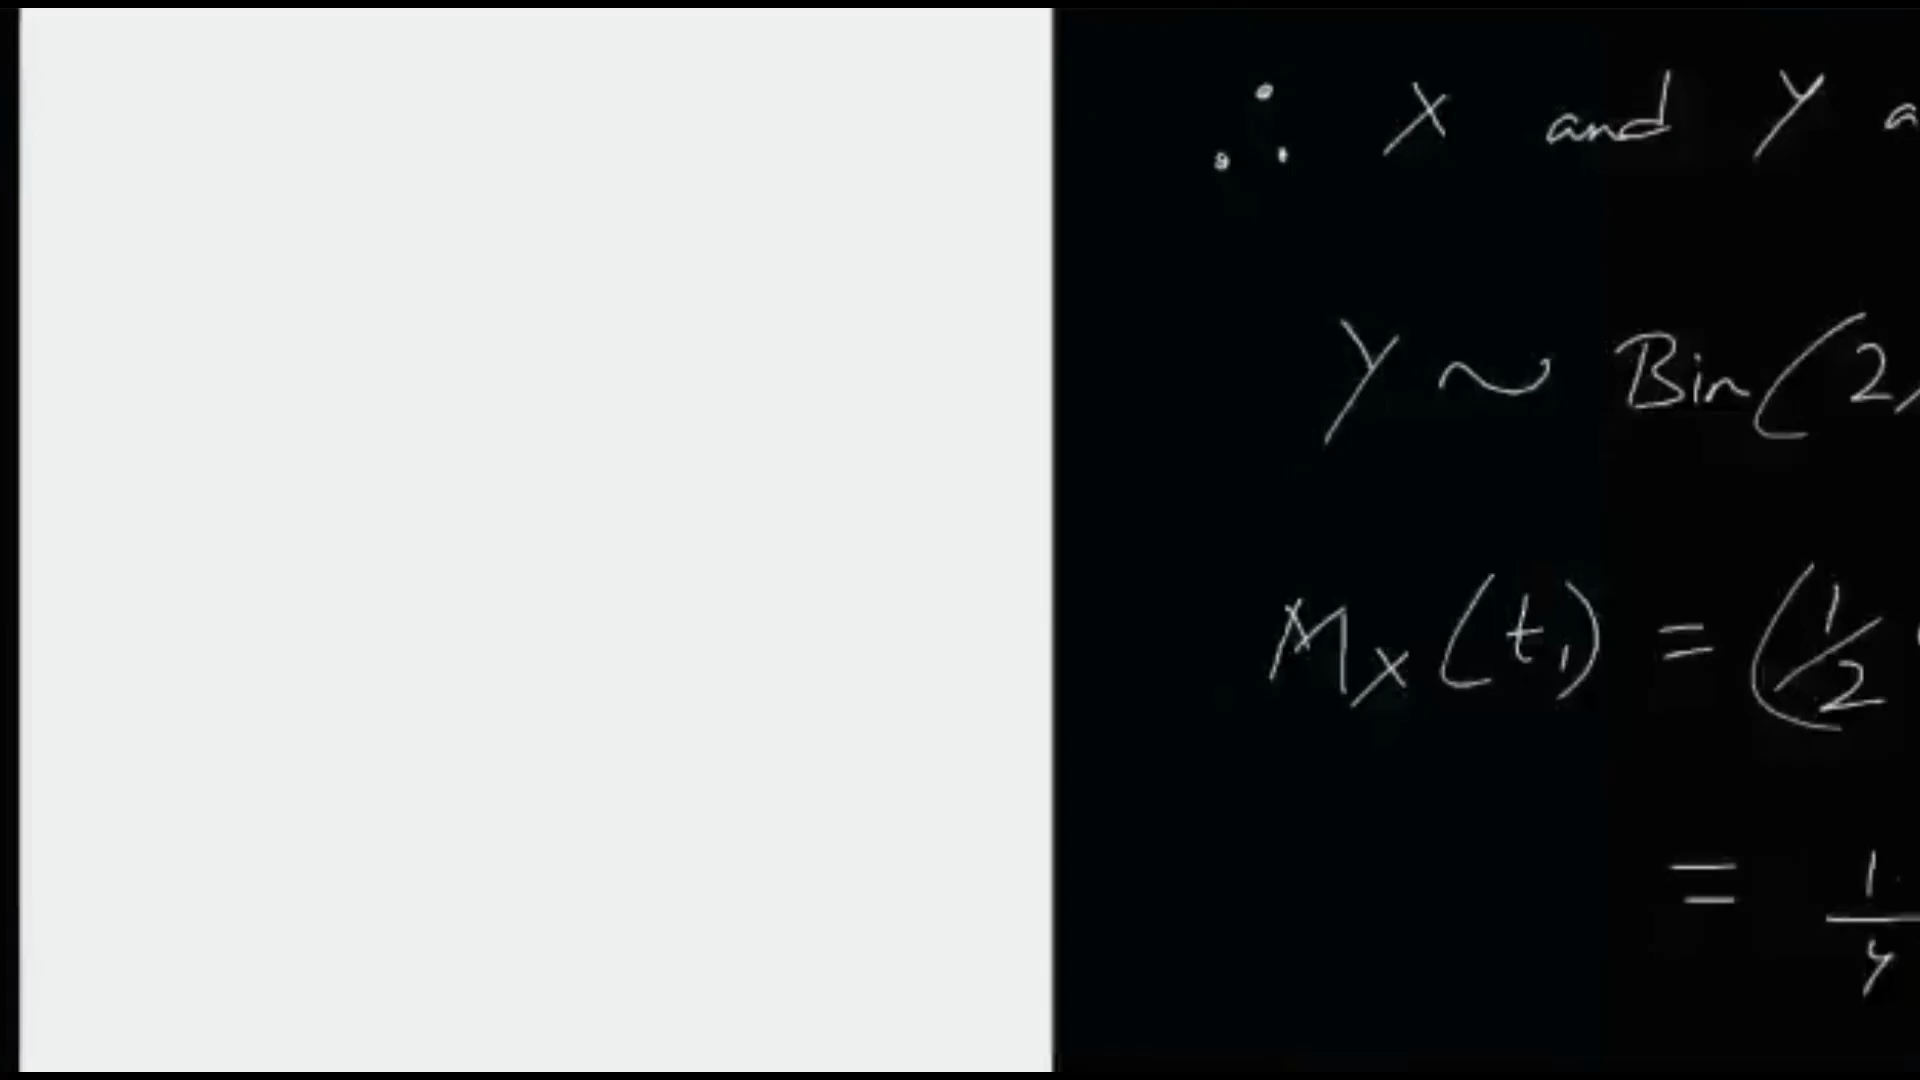 ∴ X and Y a
Y ~ Bin(2,
Mx(t₁) = (1/2
= 1/4